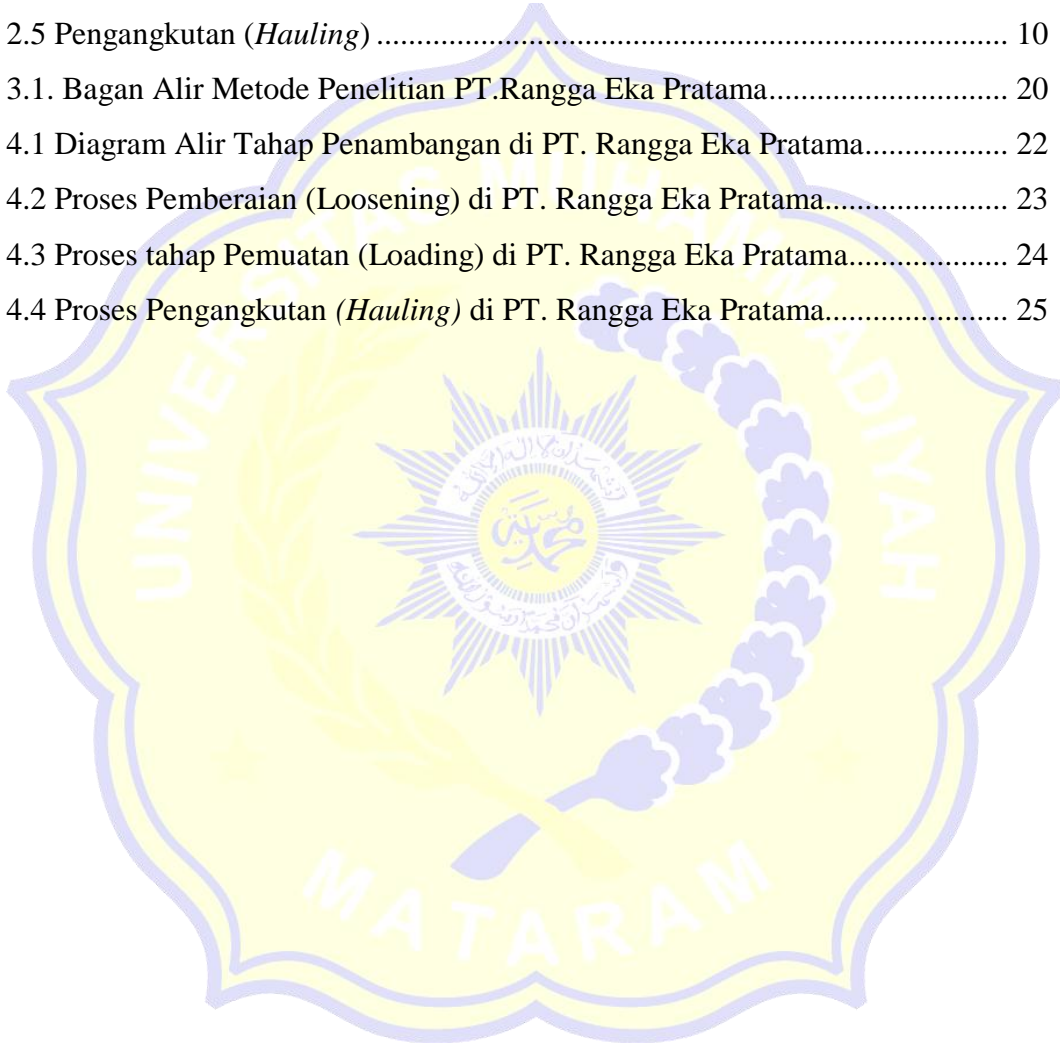 2.5 Pengangkutan (Hauling) .................................................................. 10
3.1. Bagan Alir Metode Penelitian PT.Rangga Eka Pratama......................... 20
4.1 Diagram Alir Tahap Penambangan di PT. Rangga Eka Pratama............... 22
4.2 Proses Pemberaian (Loosening) di PT. Rangga Eka Pratama................... 23
4.3 Proses tahap Pemuatan (Loading) di PT. Rangga Eka Pratama................. 24
4.4 Proses Pengangkutan (Hauling) di PT. Rangga Eka Pratama................... 25
UNIVERSITAS MUHAMMADIYAH
MATARAM